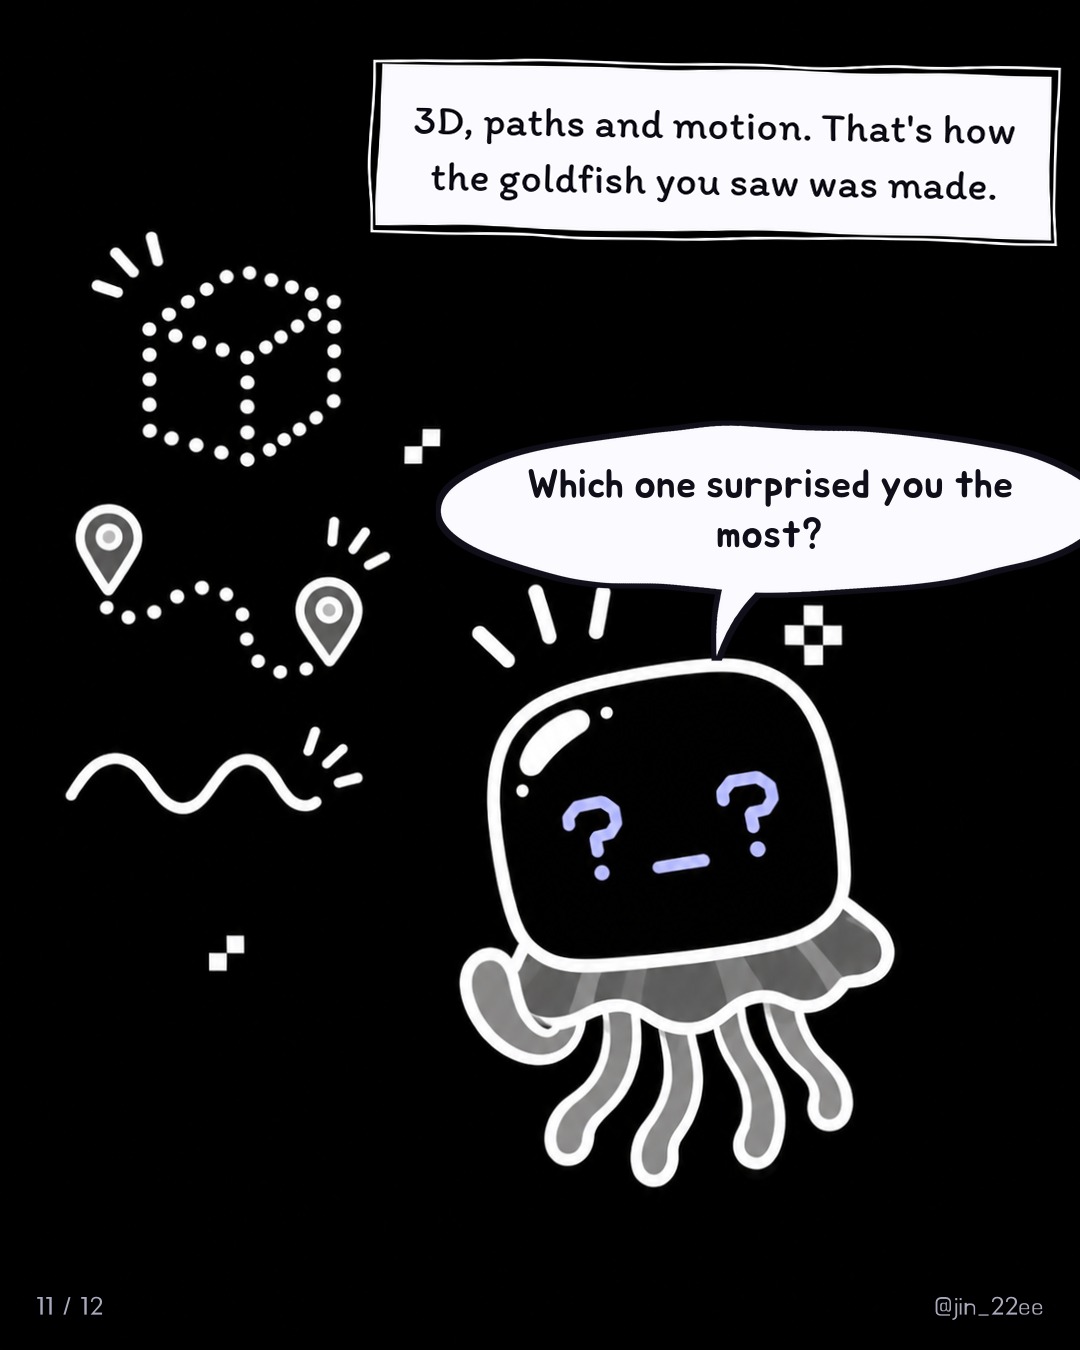 3D, paths and motion. That's how
the goldfish you saw was made.
Which one surprised you the
most?
11 / 12
@jin_22ee